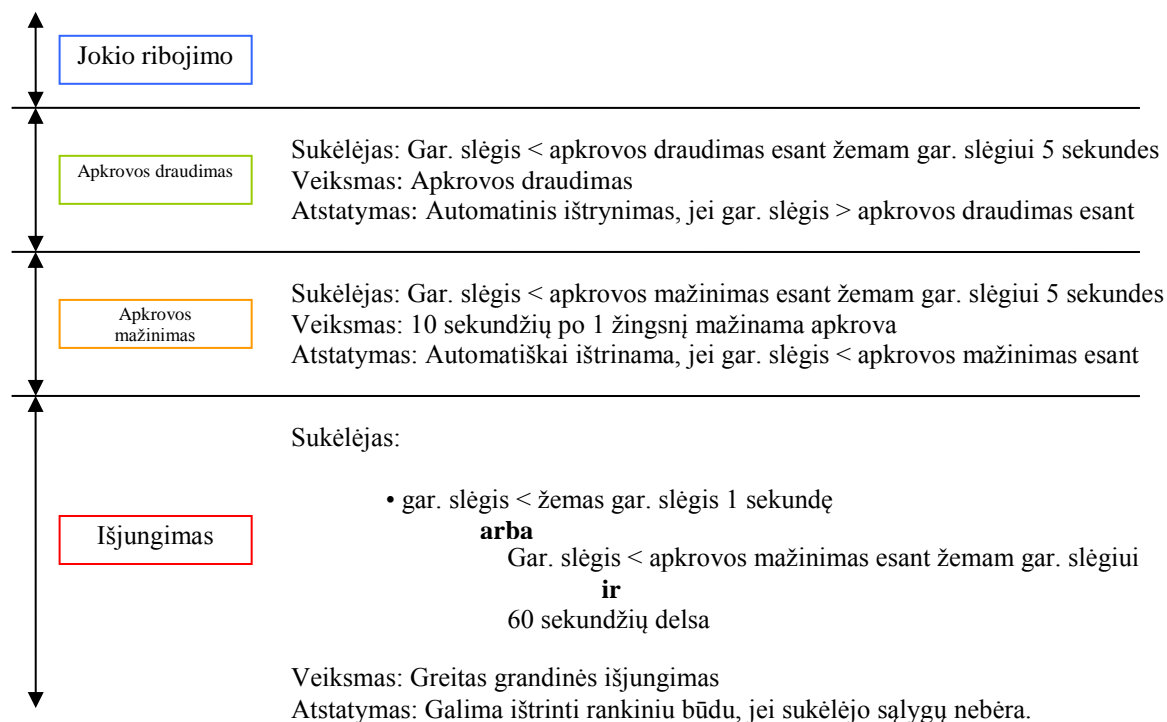 Jokio ribojimo
Apkrovos draudimas
Sukėlėjas: Gar. slėgis < apkrovos draudimas esant žemam gar. slėgiui 5 sekundes
Veiksmas: Apkrovos draudimas
Atstatymas: Automatinis ištrynimas, jei gar. slėgis > apkrovos draudimas esant
Apkrovos
mažinimas
Sukėlėjas: Gar. slėgis < apkrovos mažinimas esant žemam gar. slėgiui 5 sekundes
Veiksmas: 10 sekundžių po 1 žingsnį mažinama apkrova
Atstatymas: Automatiškai ištrinama, jei gar. slėgis < apkrovos mažinimas esant
Išjungimas
Sukėlėjas:
• gar. slėgis < žemas gar. slėgis 1 sekundę
arba
Gar. slėgis < apkrovos mažinimas esant žemam gar. slėgiui
ir
60 sekundžių delsa
Veiksmas: Greitas grandinės išjungimas
Atstatymas: Galima ištrinti rankiniu būdu, jei sukėlėjo sąlygų nebėra.